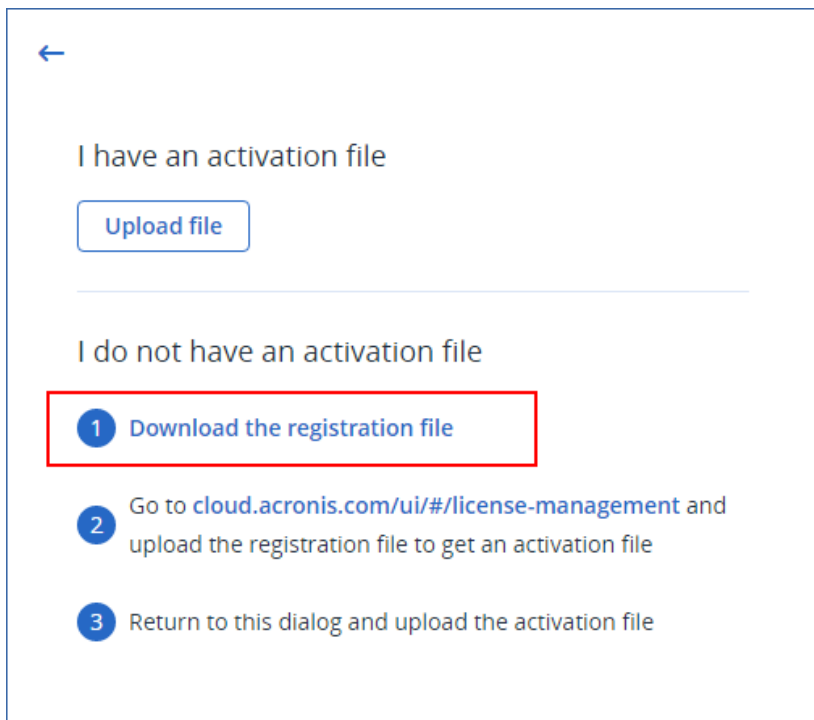 ←
I have an activation file
Upload file
I do not have an activation file
1 Download the registration file
2 Go to cloud.acronis.com/ui/#/license-management and
upload the registration file to get an activation file
3 Return to this dialog and upload the activation file